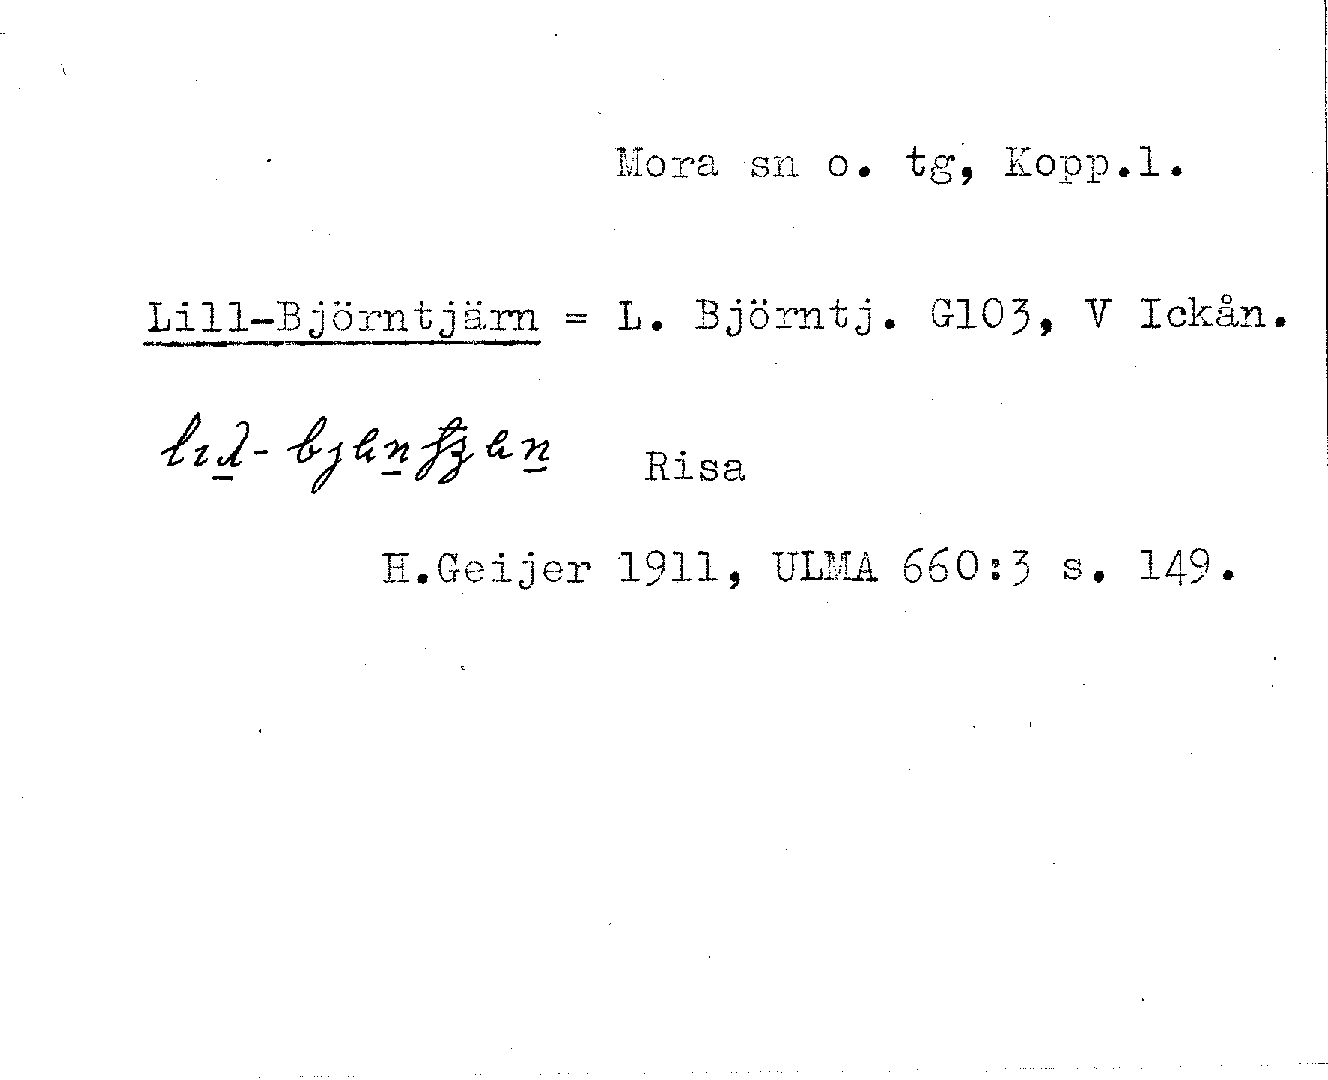 Mora sn o. tg, Kopp.l.
Lill-Björntjärn = L. Björntj. G103, V Ickån.
Risa
H.Geijer 1911, ULMA 660:3 s. 149.